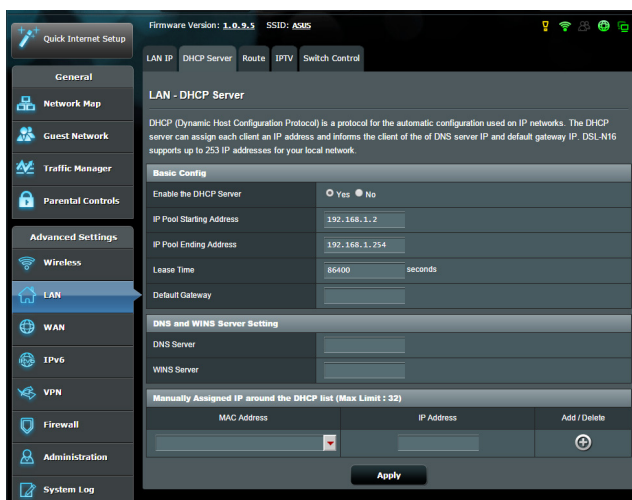 Quick Internet Setup
General
Network Map
Guest Network
Traffic Manager
Parental Controls
Advanced Settings
Wireless
LAN
WAN
IPv6
VPN
Firewall
Administration
System Log
Firmware Version: 1.0.9.5 SSID: ASUS
LAN IP DHCP Server Route IPTV Switch Control
LAN - DHCP Server
DHCP (Dynamic Host Configuration Protocol) is a protocol for the automatic configuration used on IP networks. The DHCP
server can assign each client an IP address and informs the client of the of DNS server IP and default gateway IP. DSL-N16
supports up to 253 IP addresses for your local network.
Basic Config
Enable the DHCP Server Yes No
IP Pool Starting Address 192.168.1.2
IP Pool Ending Address 192.168.1.254
Lease Time 86400 seconds
Default Gateway
DNS and WINS Server Setting
DNS Server
WINS Server
Manually Assigned IP around the DHCP list (Max Limit : 32)
MAC Address IP Address Add / Delete
Apply